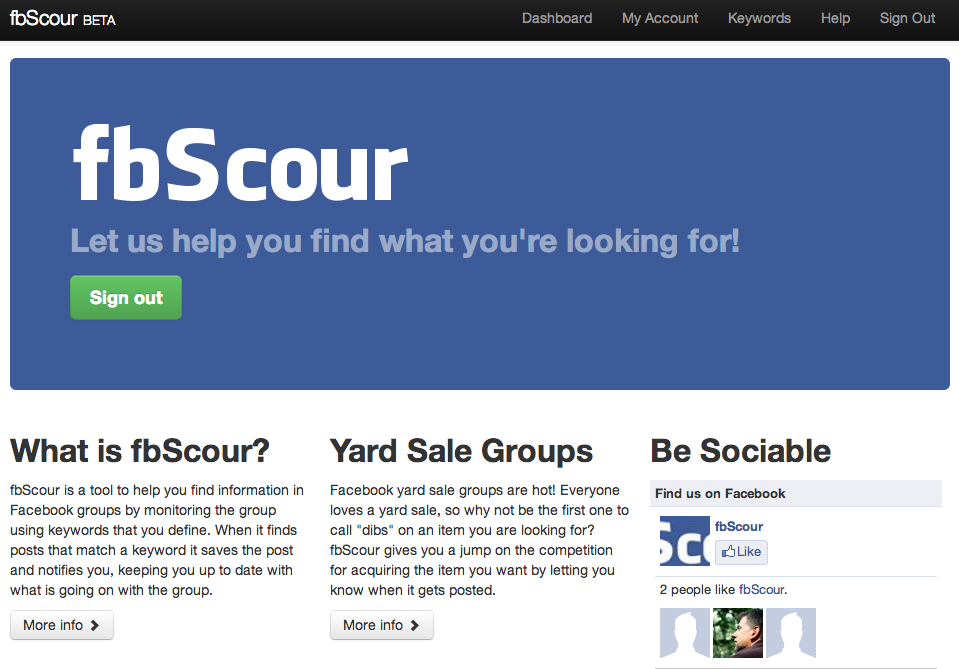 fbScour BETA
Dashboard My Account Keywords Help Sign Out
fbScour
Let us help you find what you're looking for!
Sign out
What is fbScour?
fbScour is a tool to help you find information in
Facebook groups by monitoring the group
using keywords that you define. When it finds
posts that match a keyword it saves the post
and notifies you, keeping you up to date with
what is going on with the group.
More info
Yard Sale Groups
Facebook yard sale groups are hot! Everyone
loves a yard sale, so why not be the first one to
call "dibs" on an item you are looking for?
fbScour gives you a jump on the competition
for acquiring the item you want by letting you
know when it gets posted.
More info
Be Sociable
Find us on Facebook
Sc
fbScour
Like
2 people like fbScour.